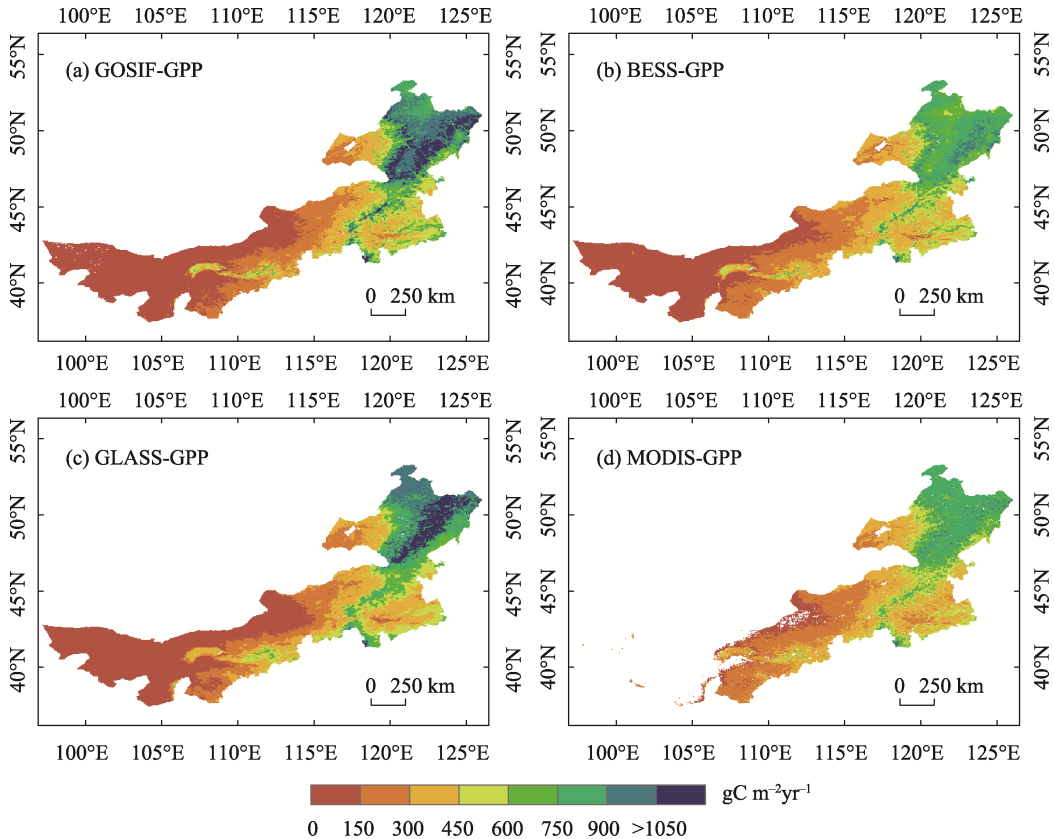 100°E 105°E 110°E 115°E 120°E 125°E 100°E 105°E 110°E 115°E 120°E 125°E
(a) GOSIF-GPP
(b) BESS-GPP
55°N 55°N 55°N 55°N
50°N 50°N 50°N 50°N
45°N 45°N 45°N 45°N
40°N 40°N 40°N 40°N
0 250 km
0 250 km
100°E 105°E 110°E 115°E 120°E 125°E 100°E 105°E 110°E 115°E 120°E 125°E
100°E 105°E 110°E 115°E 120°E 125°E 100°E 105°E 110°E 115°E 120°E 125°E
(c) GLASS-GPP
(d) MODIS-GPP
55°N 55°N 55°N 55°N
50°N 50°N 50°N 50°N
45°N 45°N 45°N 45°N
40°N 40°N 40°N 40°N
0 250 km
0 250 km
100°E 105°E 110°E 115°E 120°E 125°E 100°E 105°E 110°E 115°E 120°E 125°E
gC m⁻²yr⁻¹
0 150 300 450 600 750 900 >1050